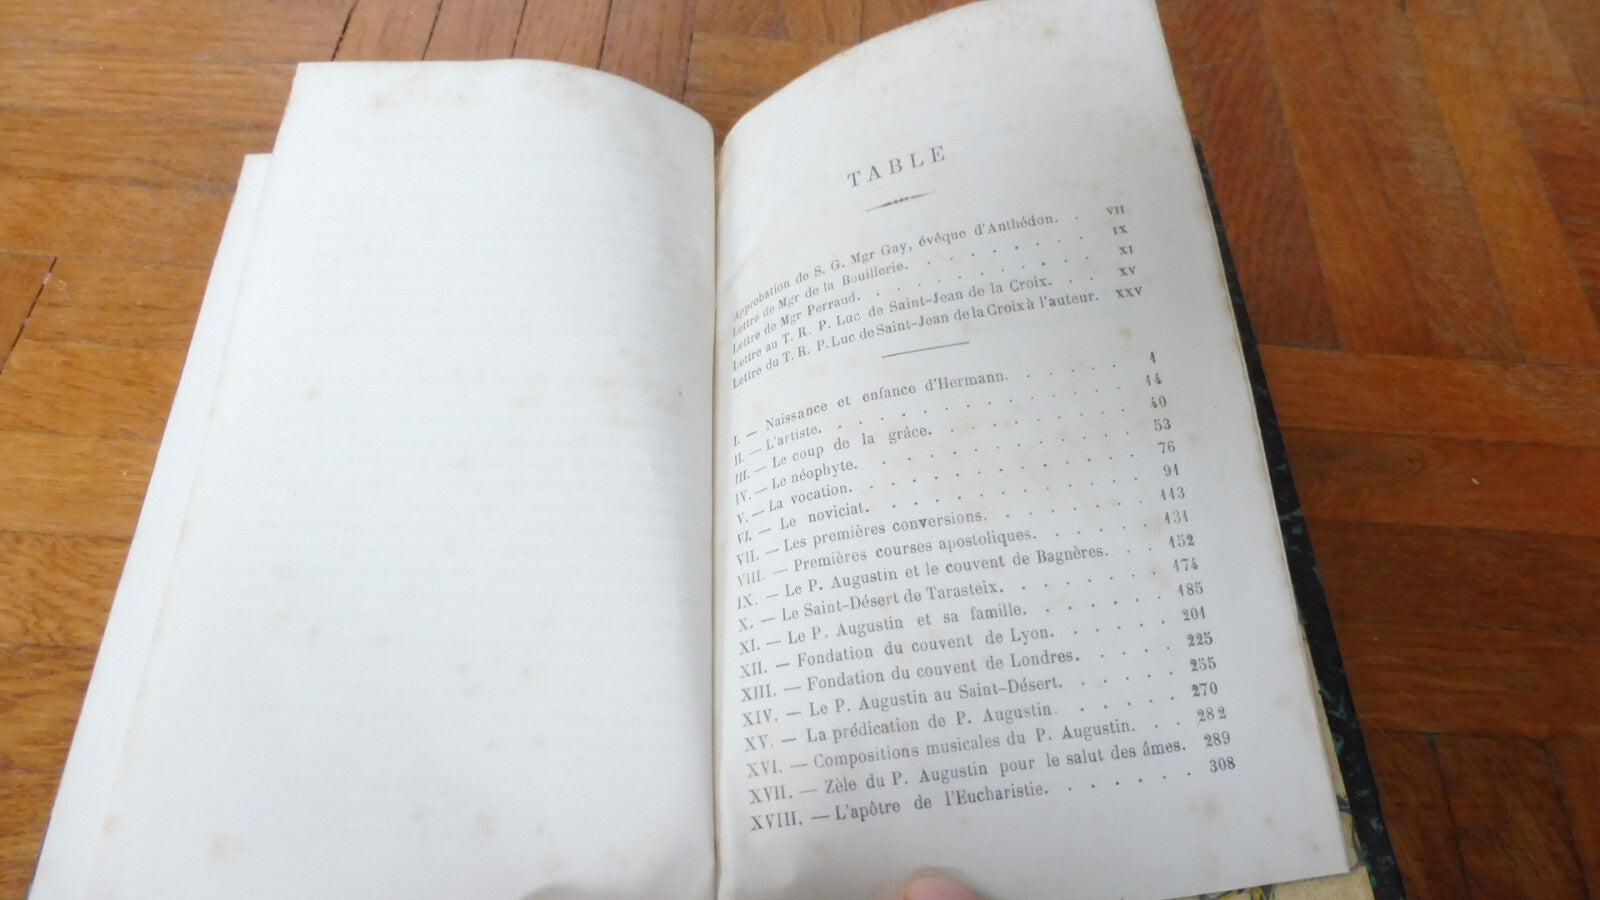 TABLE
Approbation de S. G. Mgr Gay, évêque d'Anthédon. . VII
Lettre de Mgr de la Bouillerie. . . . . . . IX
Lettre de Mgr Perraud. . . . . . . . . XI
Lettre au T. R. P. Luc de Saint-Jean de la Croix. . . XV
Lettre du T. R. P. Luc de Saint-Jean de la Croix à l'auteur. XXV
I. — Naissance et enfance d'Hermann. . . . . . 1
II. — L'artiste. . . . . . . . . . . 14
III. — Le coup de la grâce. . . . . . . . 40
IV. — Le néophyte. . . . . . . . . . 53
V. — La vocation. . . . . . . . . . 76
VI. — Le noviciat. . . . . . . . . . 91
VII. — Les premières conversions. . . . . . . 113
VIII. — Premières courses apostoliques. . . . . . 131
IX. — Le P. Augustin et le couvent de Bagnères. . . 152
X. — Le Saint-Désert de Tarasteix. . . . . . . 174
XI. — Le P. Augustin et sa famille. . . . . . . 185
XII. — Fondation du couvent de Lyon. . . . . . 201
XIII. — Fondation du couvent de Londres. . . . . 225
XIV. — Le P. Augustin au Saint-Désert. . . . . . 255
XV. — La prédication de P. Augustin. . . . . . 270
XVI. — Compositions musicales du P. Augustin. . . 282
XVII. — Zèle du P. Augustin pour le salut des âmes. 289
XVIII. — L'apôtre de l'Eucharistie. . . . . . . 308